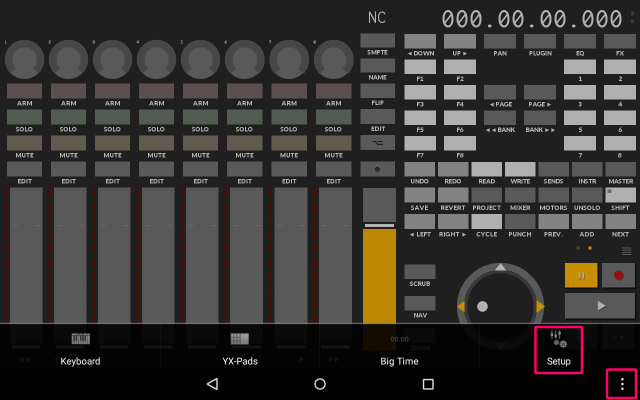 NC 000.00.00.000
1 2 3 4 5 6 7 8
SMPTE ◄ DOWN UP ► PAN PLUGIN EQ FX
NAME F1 F2 1 2
ARM ARM ARM ARM ARM ARM ARM ARM FLIP F3 F4 ◄ PAGE PAGE ► 3 4
SOLO SOLO SOLO SOLO SOLO SOLO SOLO SOLO EDIT F5 F6 ◄◄ BANK BANK ►► 5 6
MUTE MUTE MUTE MUTE MUTE MUTE MUTE MUTE F7 F8 7 8
EDIT EDIT EDIT EDIT EDIT EDIT EDIT EDIT UNDO REDO READ WRITE SENDS INSTR MASTER
SAVE REVERT PROJECT MIXER MOTORS UNSOLO SHIFT
◄ LEFT RIGHT ► CYCLE PUNCH PREV. ADD NEXT
SCRUB
NAV
00.00
Keyboard YX-Pads Big Time Setup